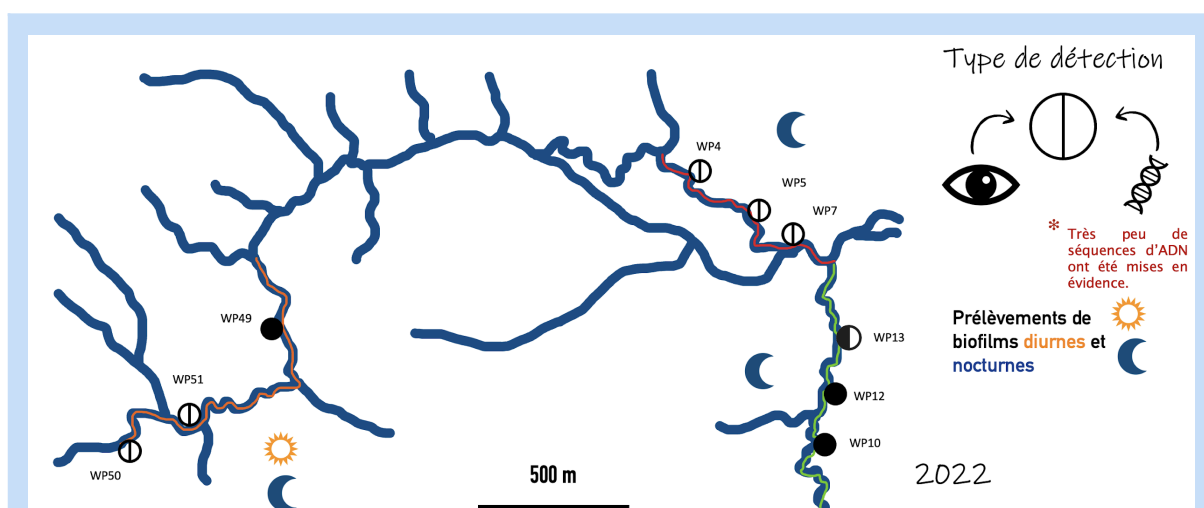 Type de détection
WP4
WP5
WP7
* Très peu de
séquences d'ADN
ont été mises en
évidence.
Prélèvements de
biofilms diurnes et
nocturnes
WP49
WP13
WP51
WP12
WP10
WP50
500 m
2022